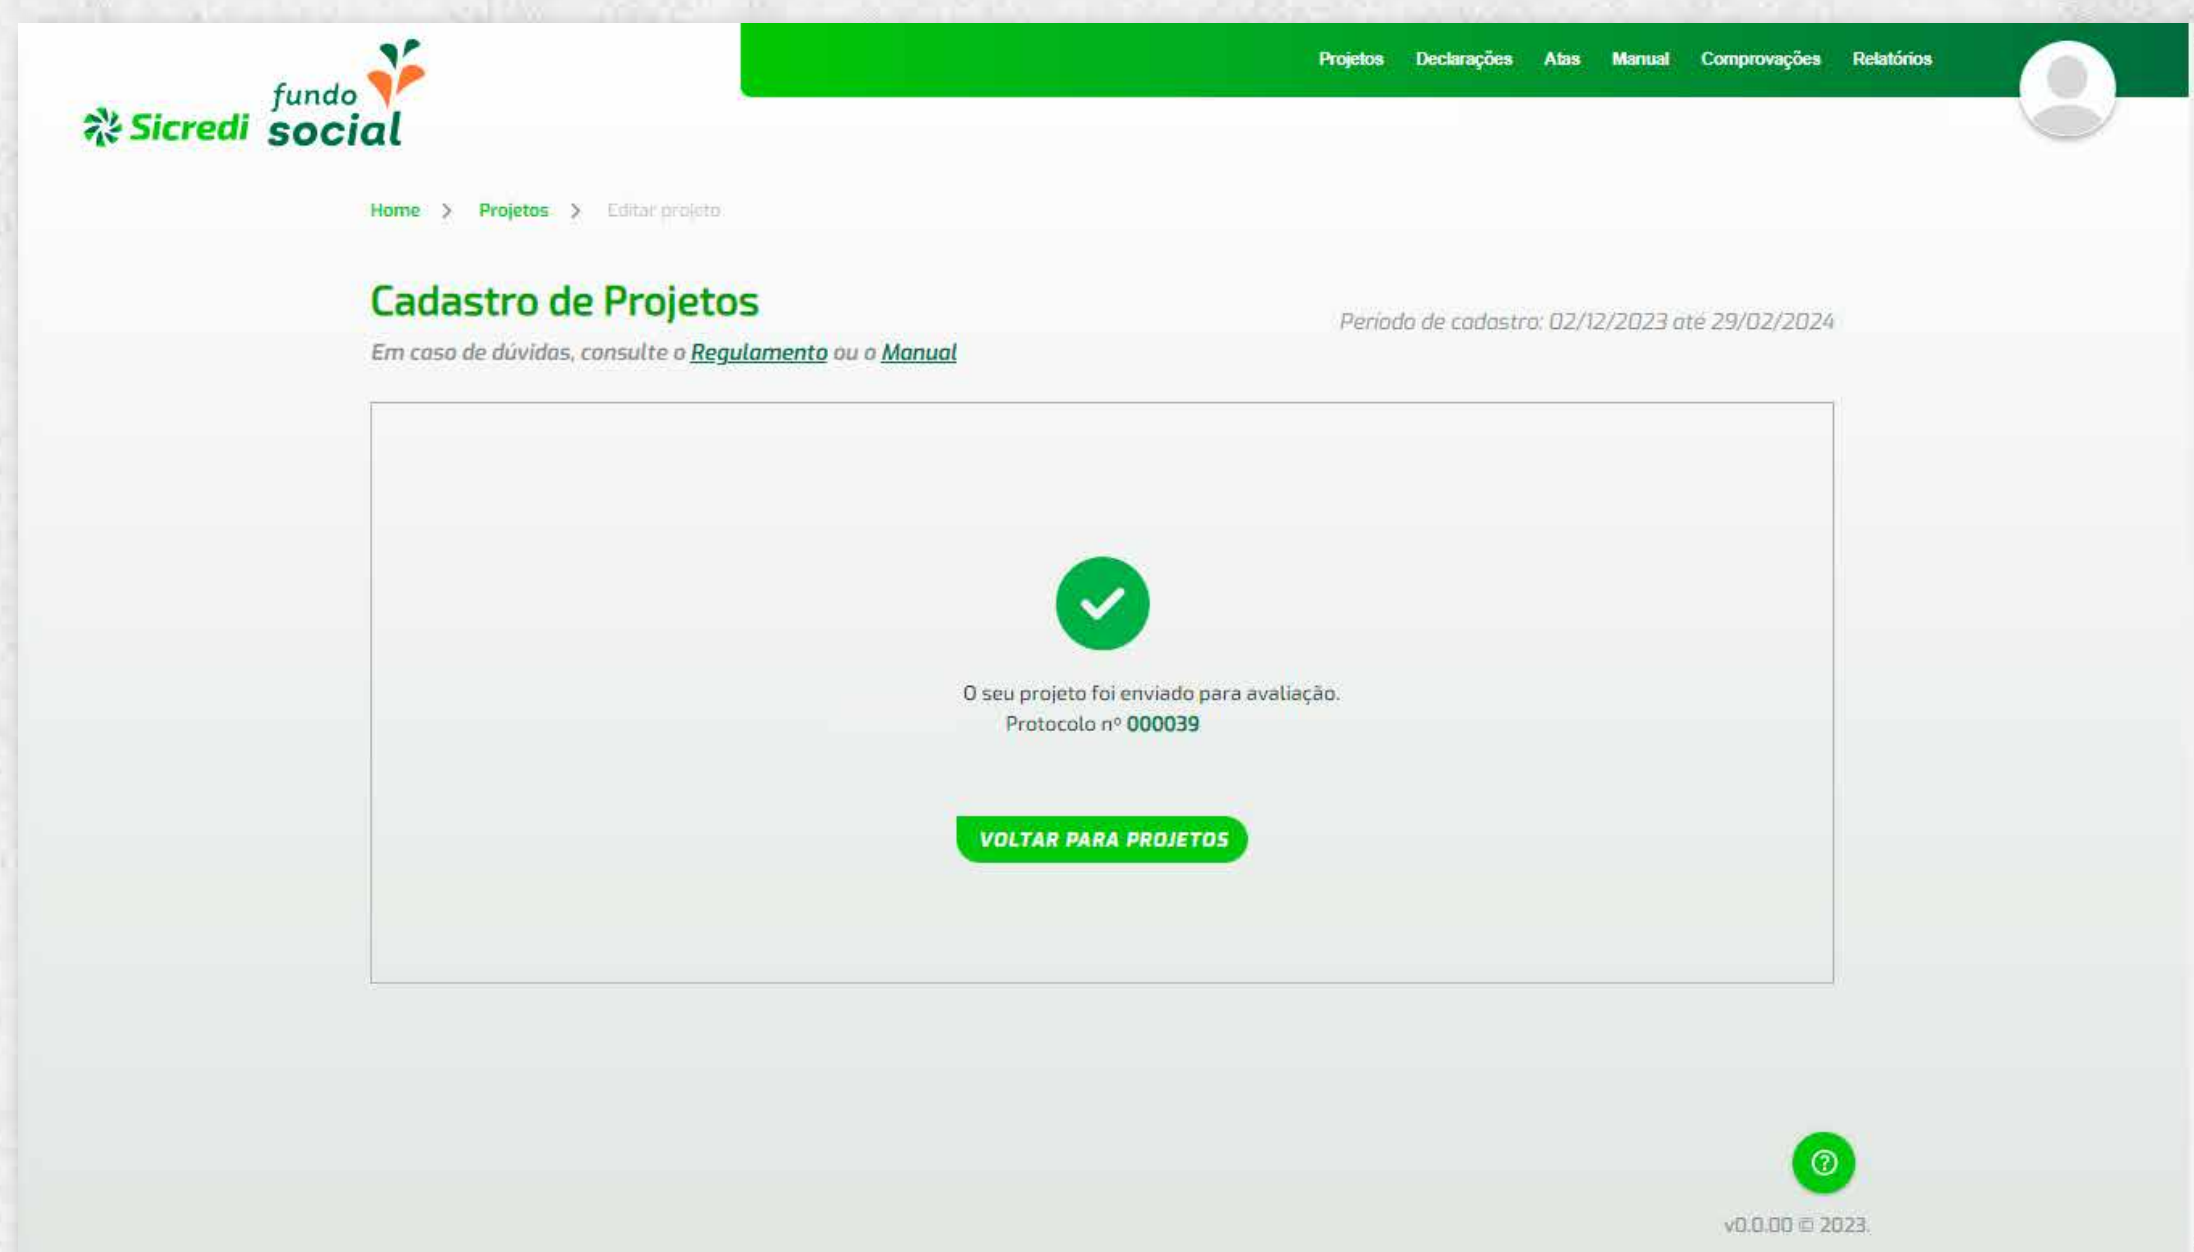 Projetos Declarações Atas Manual Comprovações Relatórios
Sicredi fundo social
Home > Projetos > Editar projeto
Cadastro de Projetos
Período de cadastro: 02/12/2023 até 29/02/2024
Em caso de dúvidas, consulte o Regulamento ou o Manual
O seu projeto foi enviado para avaliação.
Protocolo nº 000039
VOLTAR PARA PROJETOS
?
v0.0.00 © 2023.